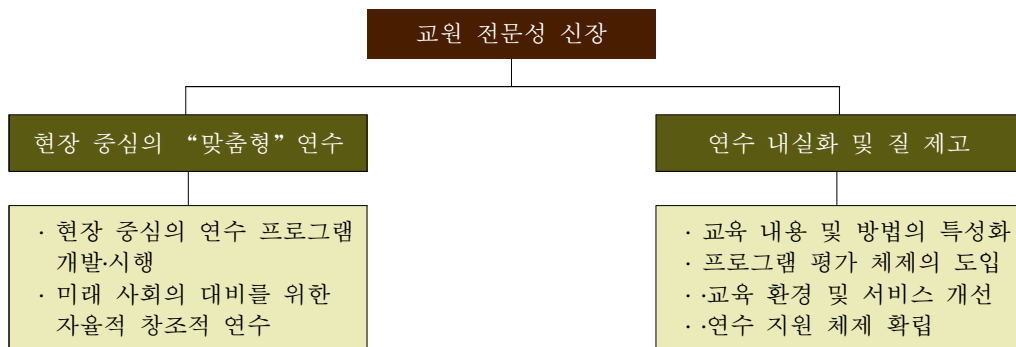 교원 전문성 신장
현장 중심의 “맞춤형”연수
연수 내실화 및 질 제고
· 현장 중심의 연수 프로그램
개발·시행
· 미래 사회의 대비를 위한
자율적 창조적 연수
· 교육 내용 및 방법의 특성화
· 프로그램 평가 체제의 도입
··교육 환경 및 서비스 개선
··연수 지원 체제 확립